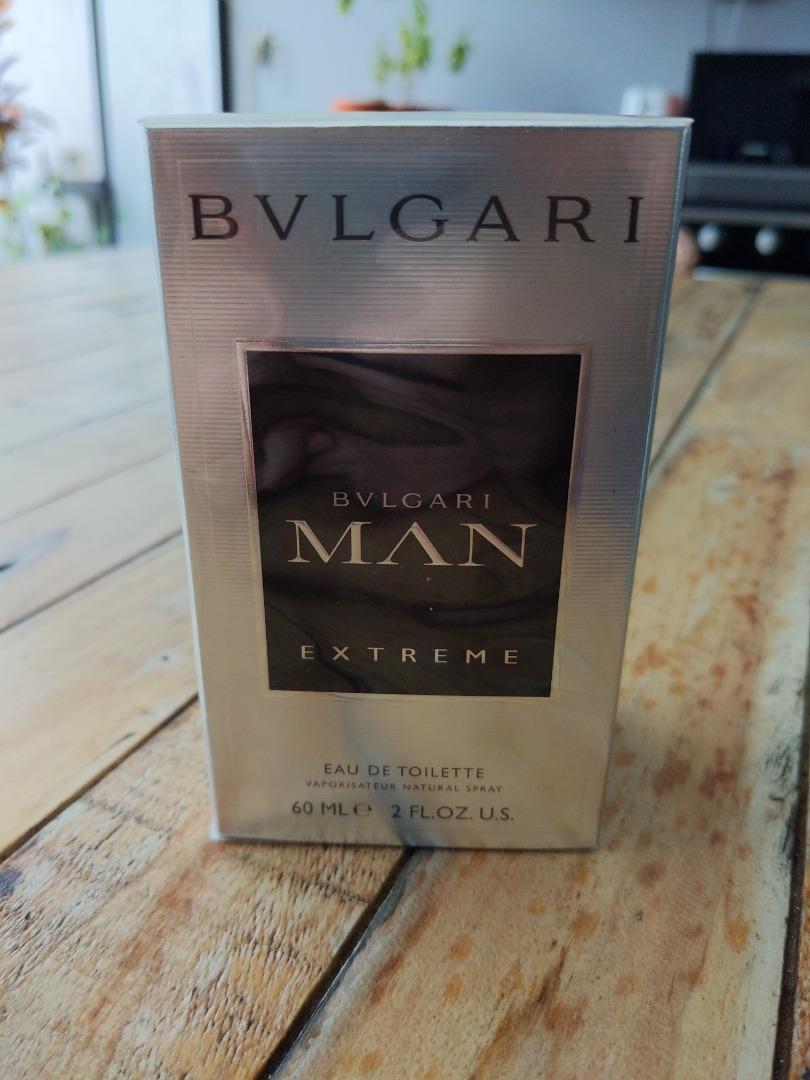 BVLGARI
BVLGARI
MAN
EXTREME
EAU DE TOILETTE
VAPORISATEUR NATURAL SPRAY
60 ML ℮ 2 FL.OZ. U.S.